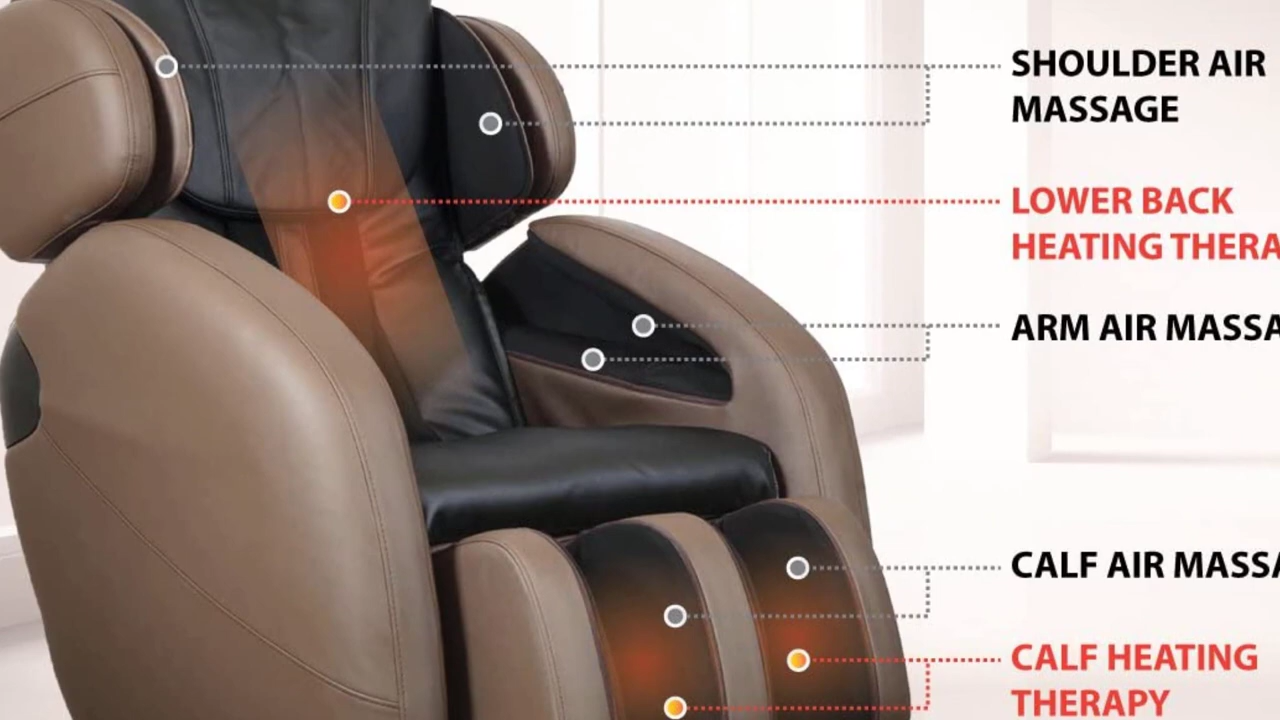 SHOULDER AIR
MASSAGE
LOWER BACK
HEATING THERA
ARM AIR MASSA
CALF AIR MASSA
CALF HEATING
THERAPY